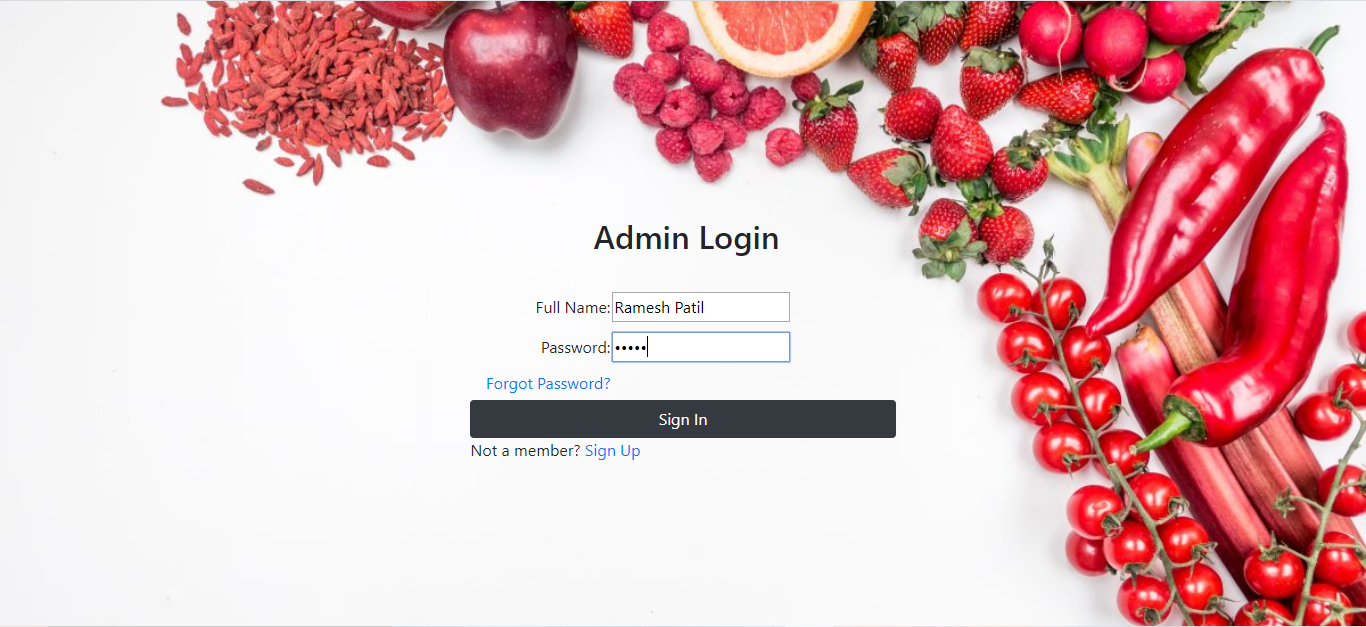 Admin Login
Full Name: Ramesh Patil
Password: •••••
Forgot Password?
Sign In
Not a member? Sign Up